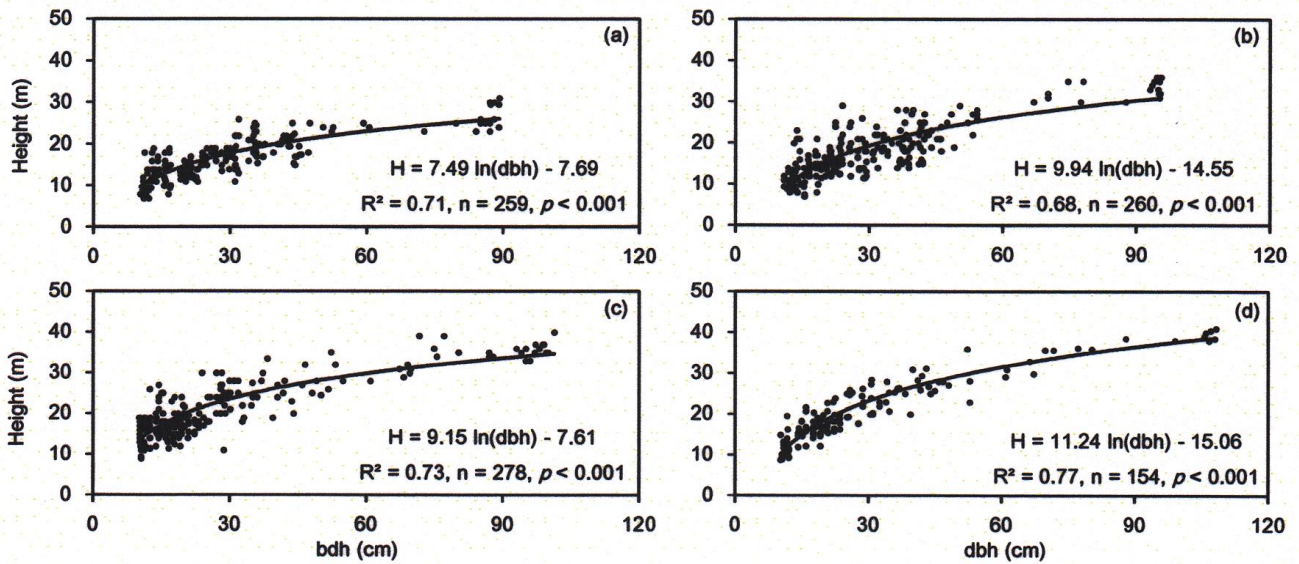 50
40
30
20
10
0
Height (m)
(a)
H = 7.49 ln(dbh) - 7.69
R² = 0.71, n = 259, p < 0.001
0 30 60 90 120
50
40
30
20
10
0
(b)
H = 9.94 ln(dbh) - 14.55
R² = 0.68, n = 260, p < 0.001
0 30 60 90 120
50
40
30
20
10
0
Height (m)
(c)
H = 9.15 ln(dbh) - 7.61
R² = 0.73, n = 278, p < 0.001
0 30 60 90 120
bdh (cm)
50
40
30
20
10
0
(d)
H = 11.24 ln(dbh) - 15.06
R² = 0.77, n = 154, p < 0.001
0 30 60 90 120
dbh (cm)